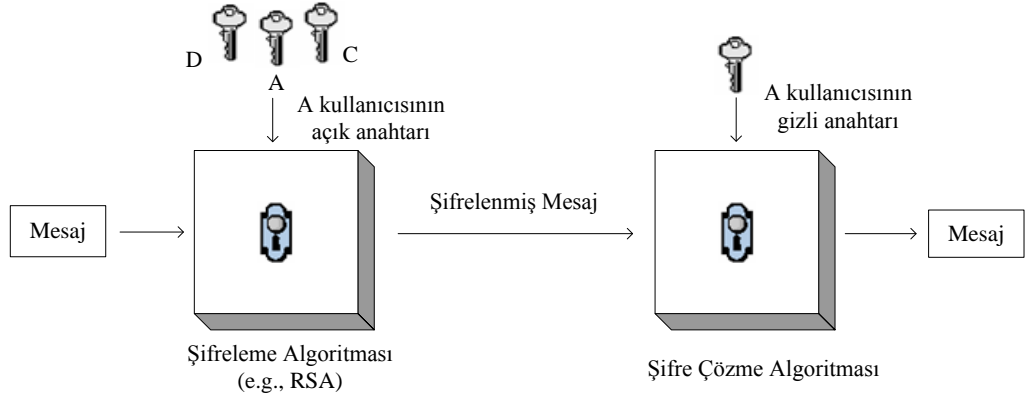 D
C
A
A kullanıcısının
açık anahtarı
A kullanıcısının
gizli anahtarı
Mesaj
Şifrelenmiş Mesaj
Mesaj
Şifreleme Algoritması
(e.g., RSA)
Şifre Çözme Algoritması